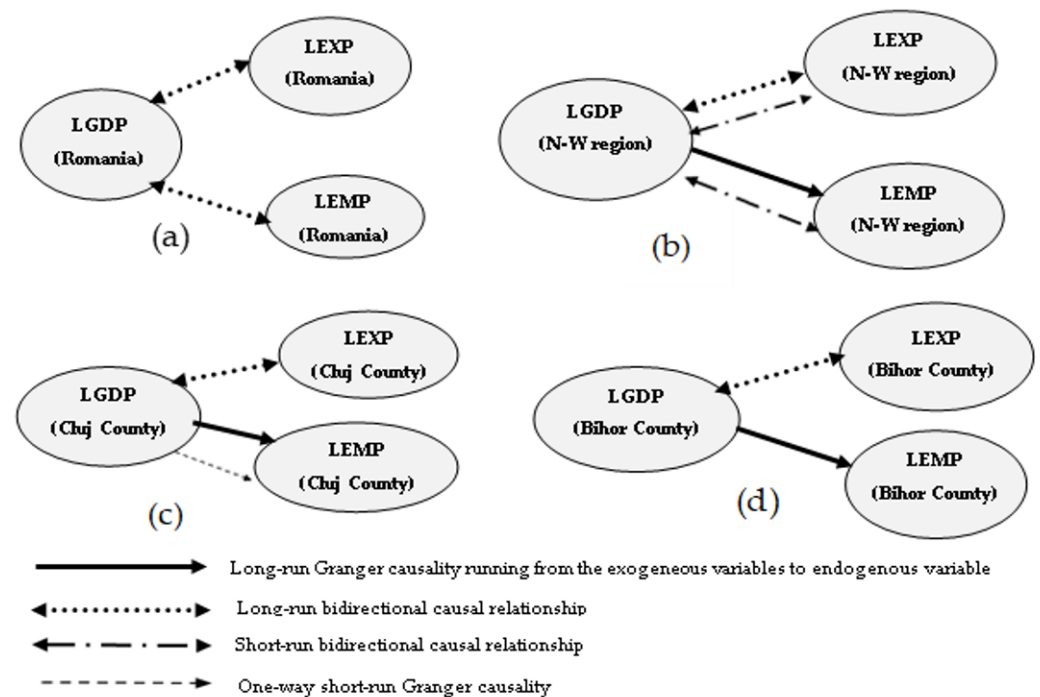 LEXP
(Romania)
LGDP
(Romania)
LEMP
(Romania)
(a)
LEXP
(N-W region)
LGDP
(N-W region)
LEMP
(N-W region)
(b)
LEXP
(Cluj County)
LGDP
(Cluj County)
LEMP
(Cluj County)
(c)
LEXP
(Bihor County)
LGDP
(Bihor County)
LEMP
(Bihor County)
(d)
Long-run Granger causality running from the exogeneous variables to endogenous variable
Long-run bidirectional causal relationship
Short-run bidirectional causal relationship
One-way short-run Granger causality